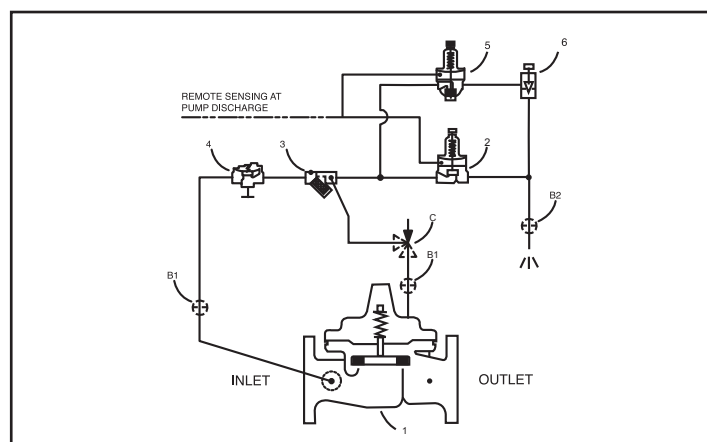 5
6
REMOTE SENSING AT
PUMP DISCHARGE
4
3
2
B2
C
B1
B1
INLET
OUTLET
1